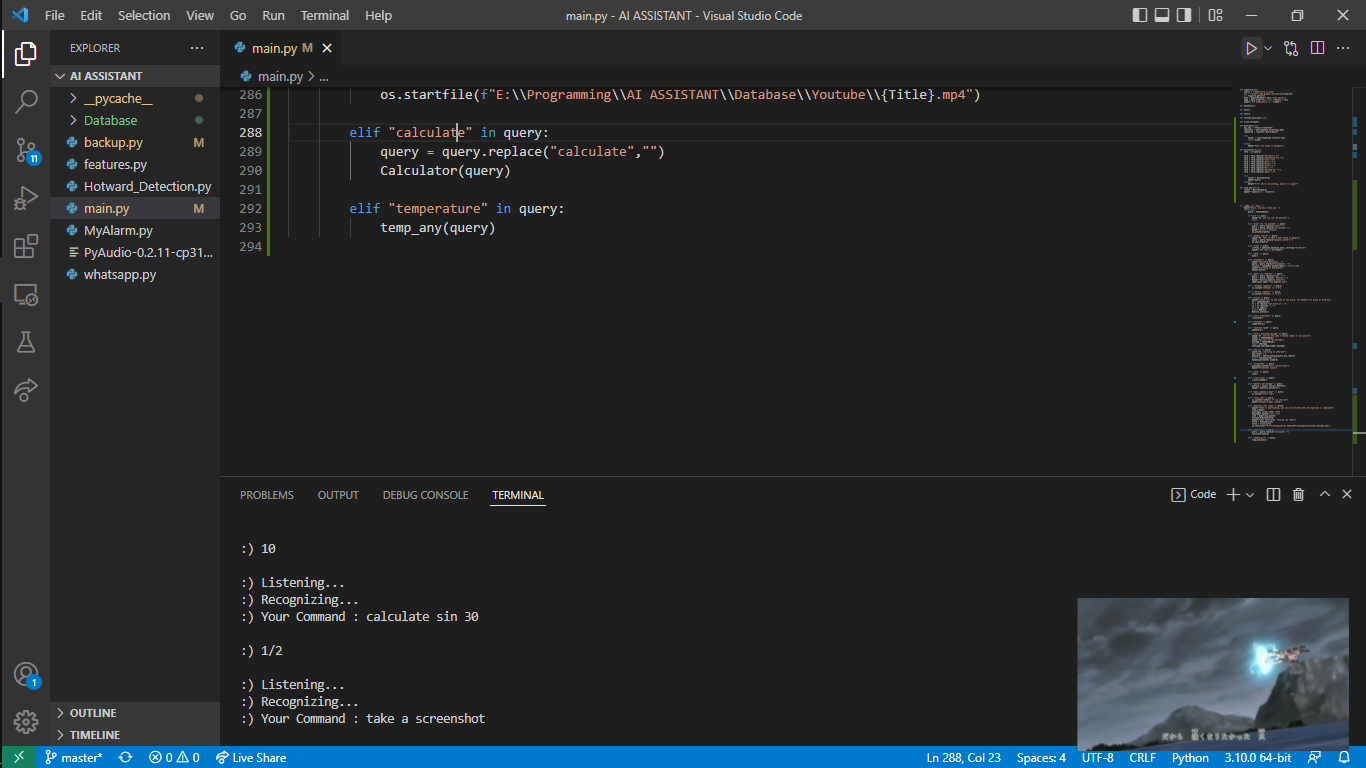 File Edit Selection View Go Run Terminal Help
main.py - AI ASSISTANT - Visual Studio Code
EXPLORER
AI ASSISTANT
__pycache__
Database
backup.py M
features.py
Hotward_Detection.py
main.py M
MyAlarm.py
PyAudio-0.2.11-cp31...
whatsapp.py
OUTLINE
TIMELINE
11
1
main.py M
main.py > ...
286 os.startfile(f"E:\\Programming\\AI ASSISTANT\\Database\\Youtube\\{Title}.mp4")
287
288 elif "calculate" in query:
289 query = query.replace("calculate","")
290 Calculator(query)
291
292 elif "temperature" in query:
293 temp_any(query)
294
PROBLEMS OUTPUT DEBUG CONSOLE TERMINAL
Code
:) 10
:) Listening...
:) Recognizing...
:) Your Command : calculate sin 30
:) 1/2
:) Listening...
:) Recognizing...
:) Your Command : take a screenshot
master* 0 0 Live Share
Ln 288, Col 23 Spaces: 4 UTF-8 CRLF Python 3.10.0 64-bit